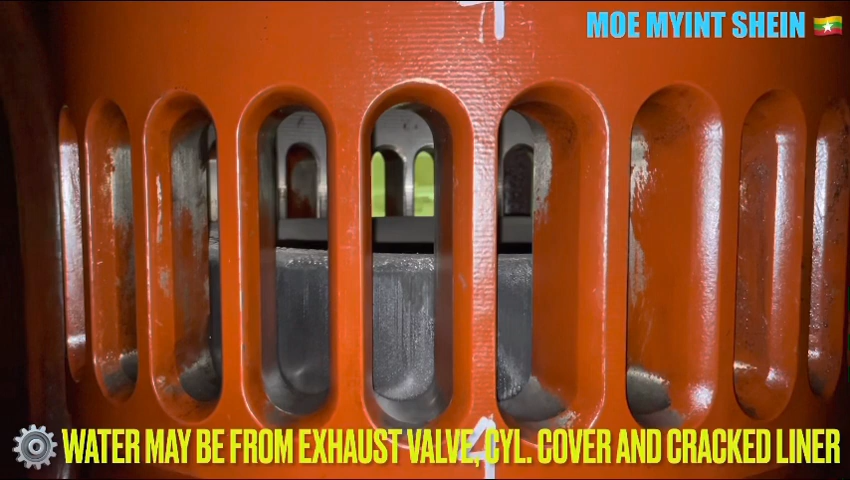 MOE MYINT SHEIN
WATER MAY BE FROM EXHAUST VALVE, CYL. COVER AND CRACKED LINER